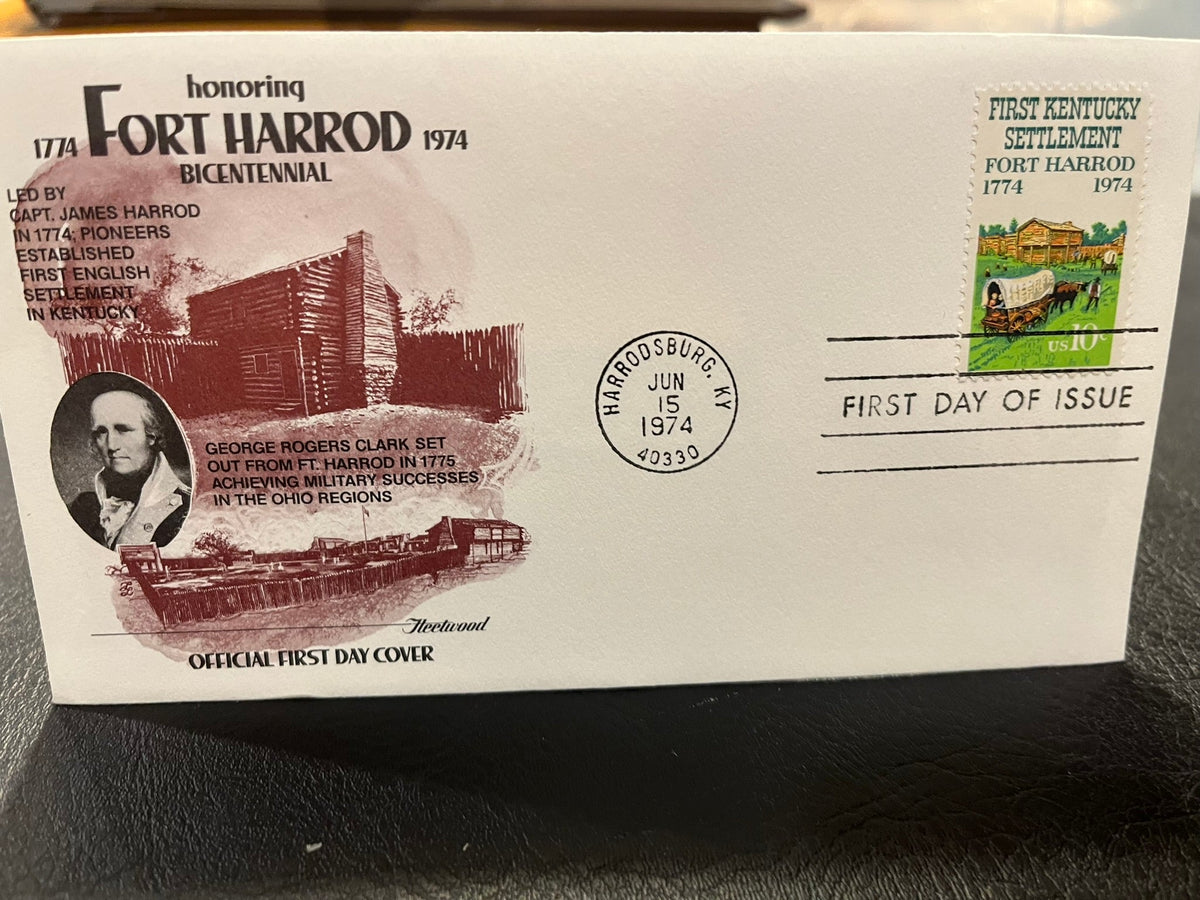 honoring
1774 FORT HARROD 1974
BICENTENNIAL
LED BY
CAPT. JAMES HARROD
IN 1774; PIONEERS
ESTABLISHED
FIRST ENGLISH
SETTLEMENT
IN KENTUCKY
GEORGE ROGERS CLARK SET
OUT FROM FT. HARROD IN 1775
ACHIEVING MILITARY SUCCESSES
IN THE OHIO REGIONS
Fleetwood
OFFICIAL FIRST DAY COVER
HARRODSBURG, KY
JUN
15
1974
40330
FIRST KENTUCKY
SETTLEMENT
FORT HARROD
1774 1974
US 10c
FIRST DAY OF ISSUE